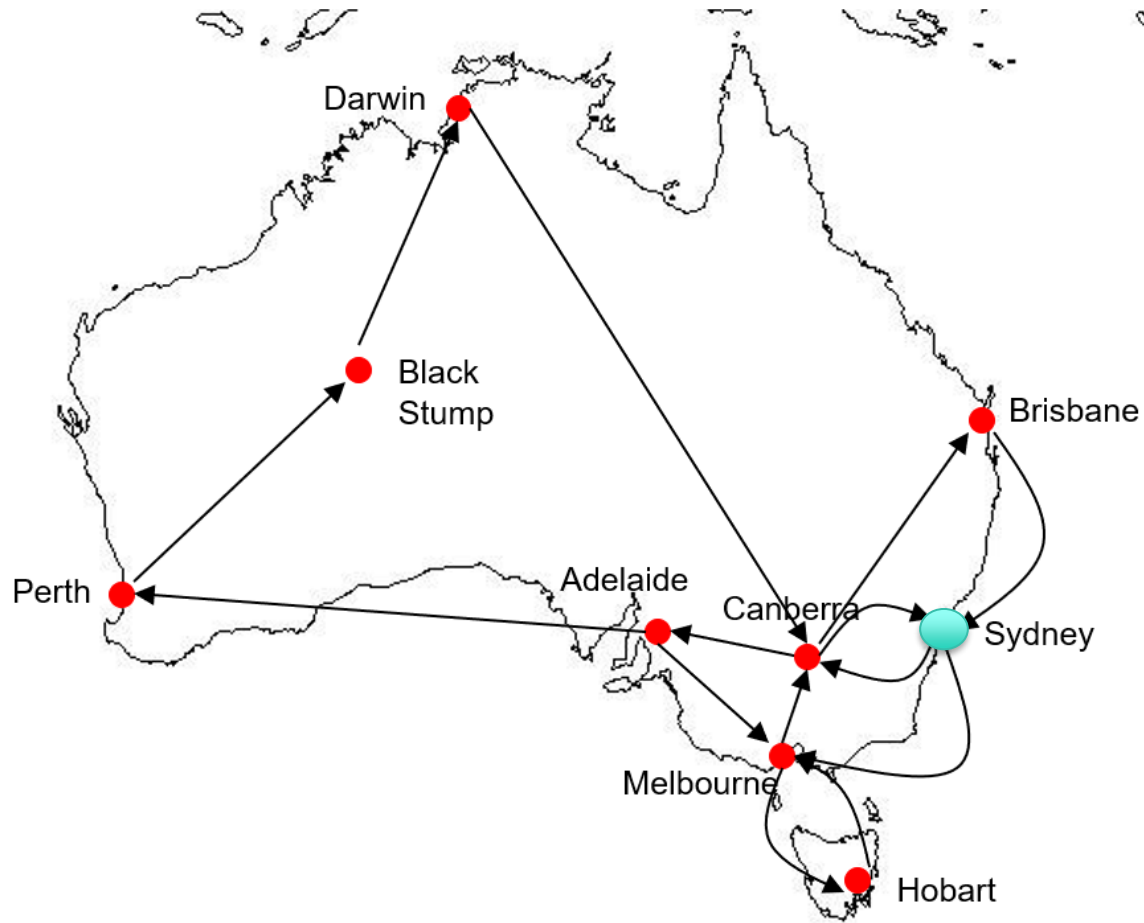 Darwin
Black
Stump
Brisbane
Perth
Adelaide
Canberra
Sydney
Melbourne
Hobart